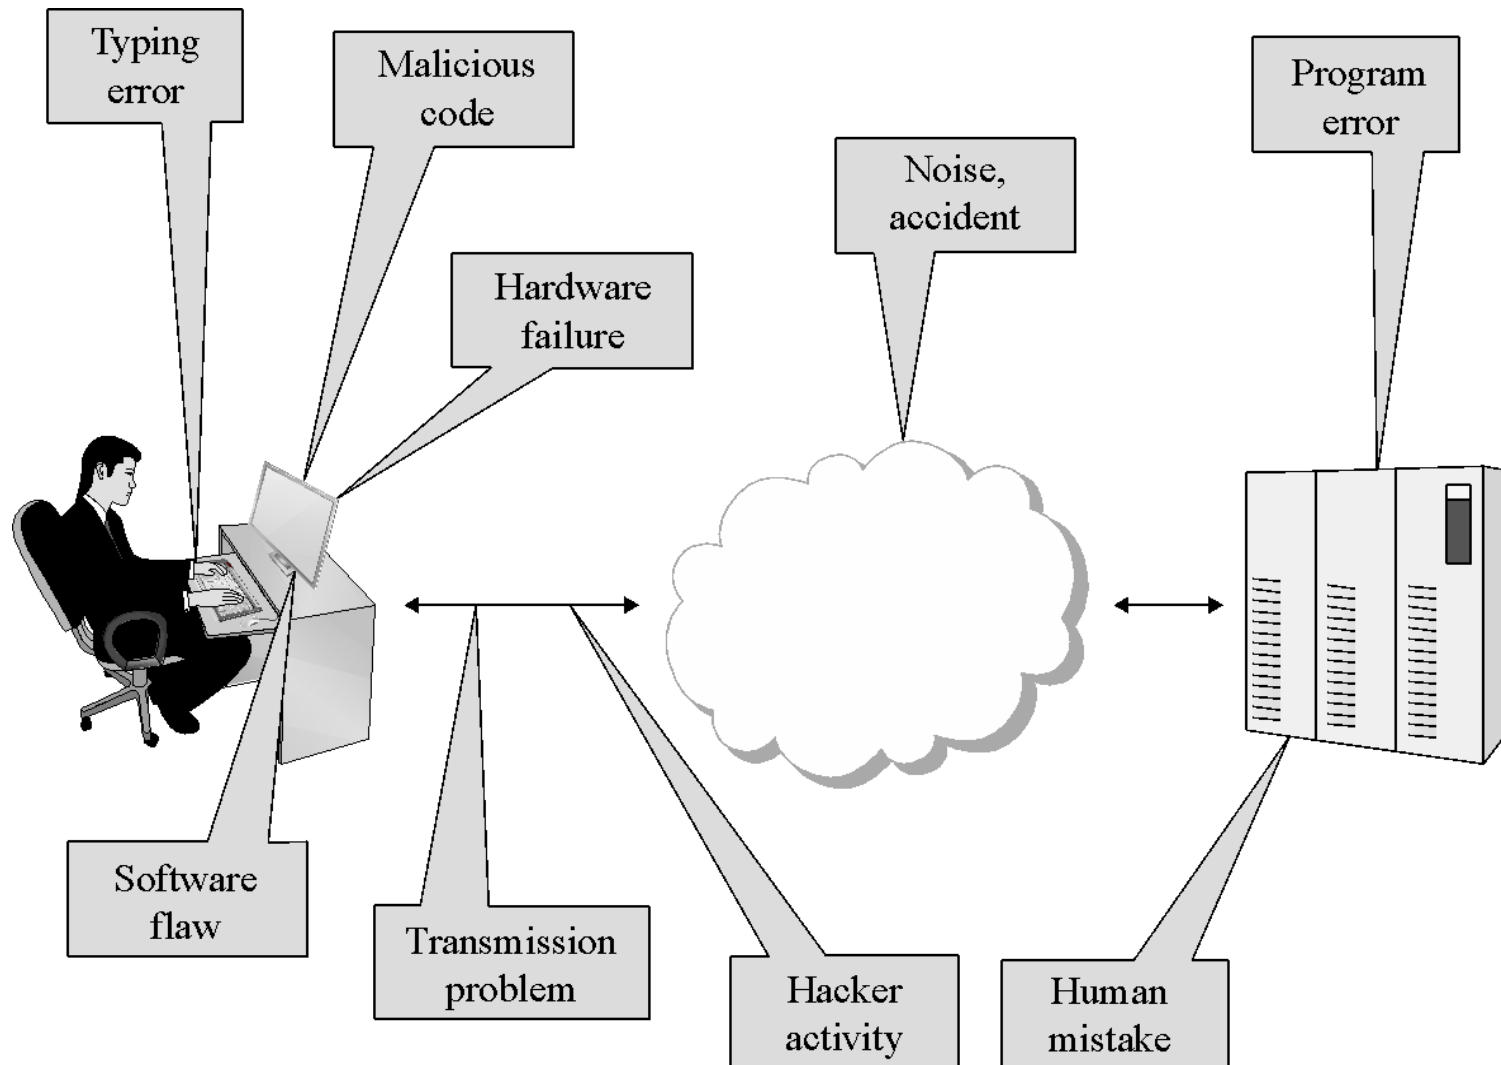 Typing
error
Malicious
code
Program
error
Noise,
accident
Hardware
failure
Software
flaw
Transmission
problem
Hacker
activity
Human
mistake